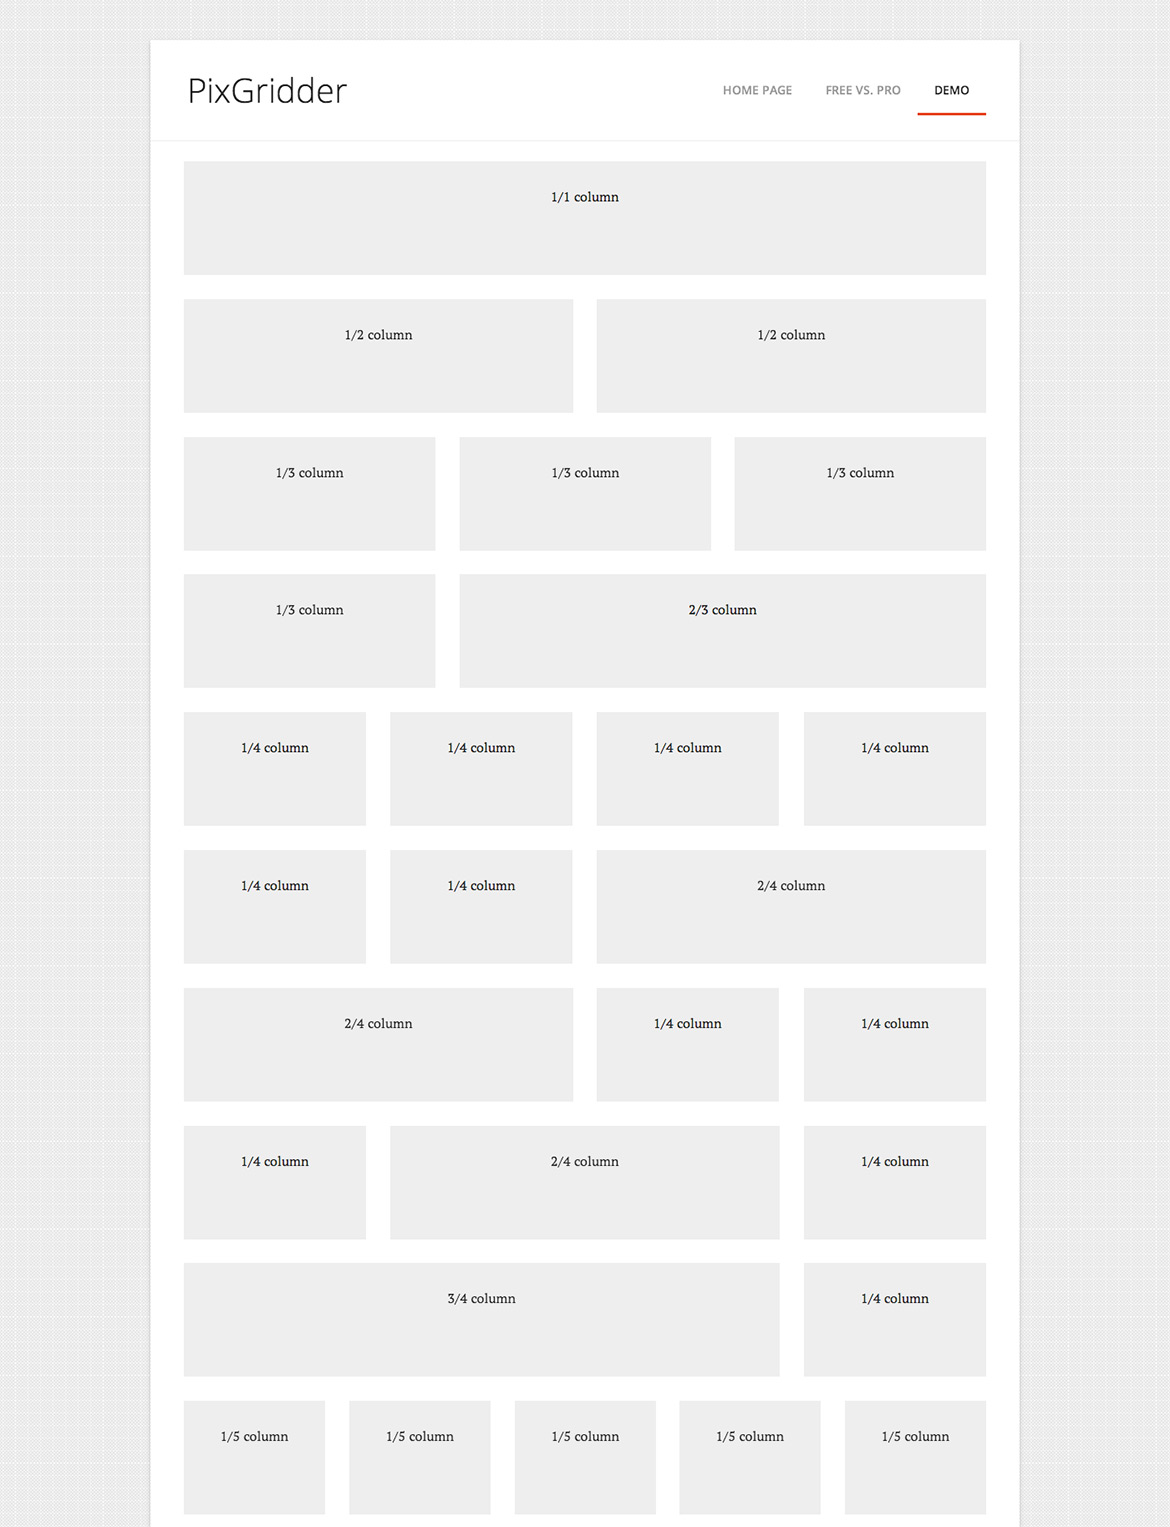 PixGridder
HOME PAGE FREE VS. PRO DEMO
1/1 column
1/2 column 1/2 column
1/3 column 1/3 column 1/3 column
1/3 column 2/3 column
1/4 column 1/4 column 1/4 column 1/4 column
1/4 column 1/4 column 2/4 column
2/4 column 1/4 column 1/4 column
1/4 column 2/4 column 1/4 column
3/4 column 1/4 column
1/5 column 1/5 column 1/5 column 1/5 column 1/5 column